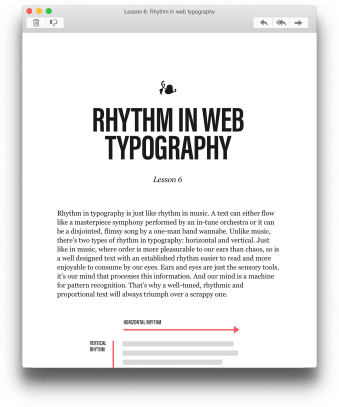 Lesson 6: Rhythm in web typography
RHYTHM IN WEB
TYPOGRAPHY
Lesson 6
Rhythm in typography is just like rhythm in music. A text can either flow
like a masterpiece symphony performed by an in-tune orchestra or it can
be a disjointed, flimsy song by a one-man band wannabe. Unlike music,
there's two types of rhythm in typography: horizontal and vertical. Just
like in music, where order is more pleasurable to our ears than chaos, so is
a well designed text with an established rhythm easier to read and more
enjoyable to consume by our eyes. Ears and eyes are just the sensory tools,
it's our mind that processes this information. And our mind is a machine
for pattern recognition. That's why a well-tuned, rhythmic and
proportional text will always triumph over a scrappy one.
HORIZONTAL RHYTHM
VERTICAL
RHYTHM